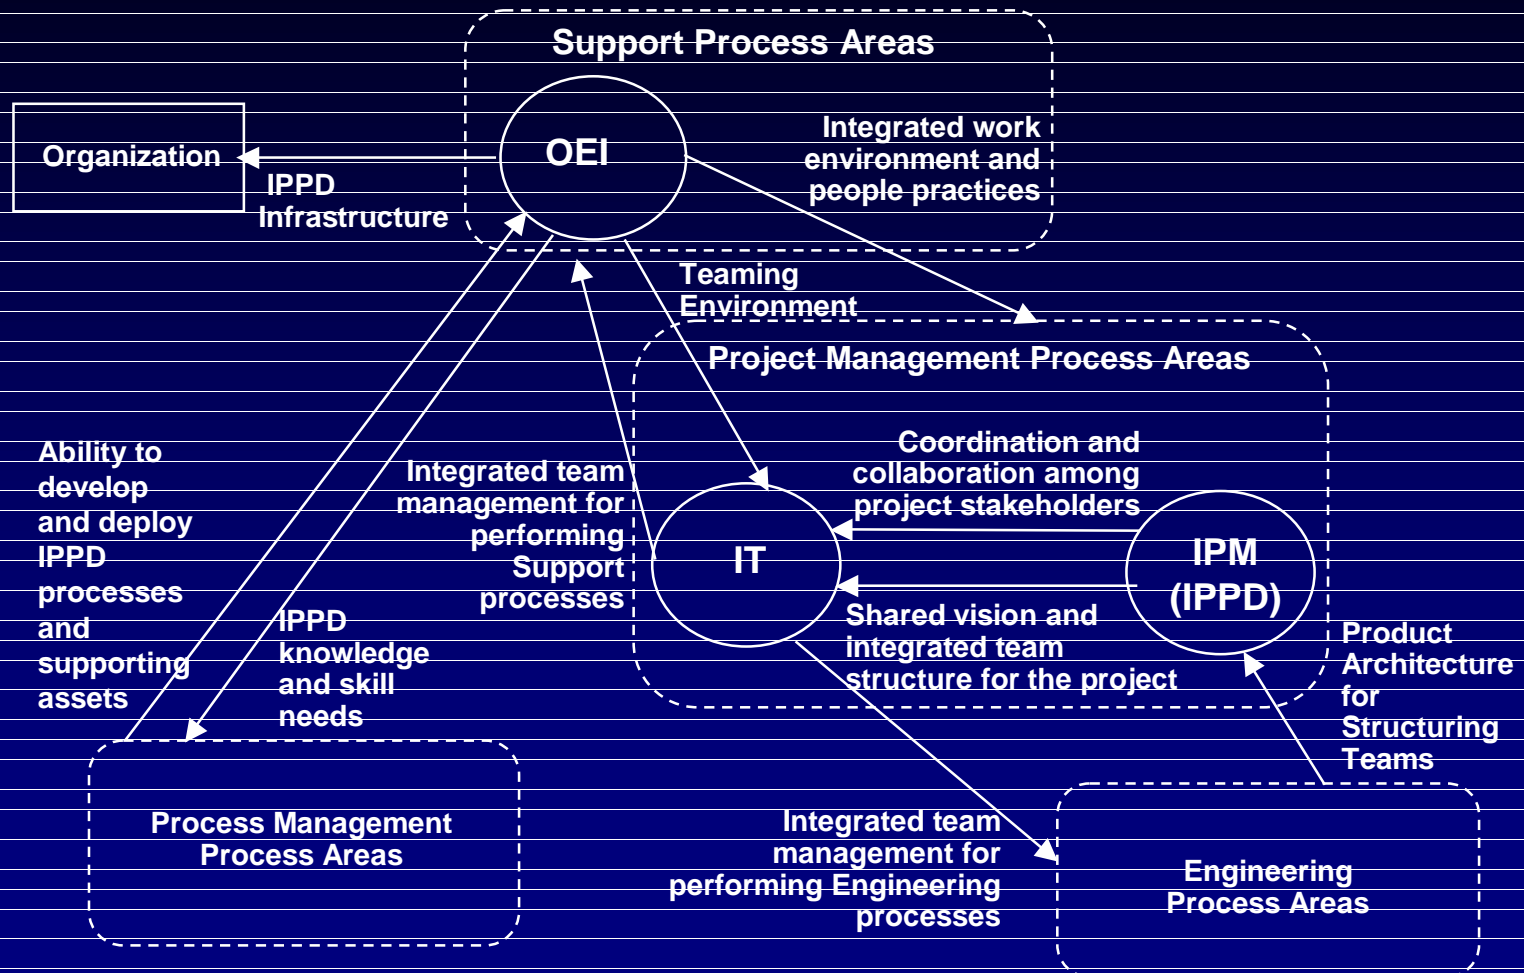 Support Process Areas
OEI
Integrated work
environment and
people practices
Organization
IPPD
Infrastructure
Teaming
Environment
Project Management Process Areas
Ability to
develop
and deploy
IPPD
processes
and
supporting
assets
Integrated team
management for
performing
Support
processes
Coordination and
collaboration among
project stakeholders
IT
IPM
(IPPD)
Shared vision and
integrated team
structure for the project
IPPD
knowledge
and skill
needs
Product
Architecture
for
Structuring
Teams
Process Management
Process Areas
Integrated team
management for
performing Engineering
processes
Engineering
Process Areas